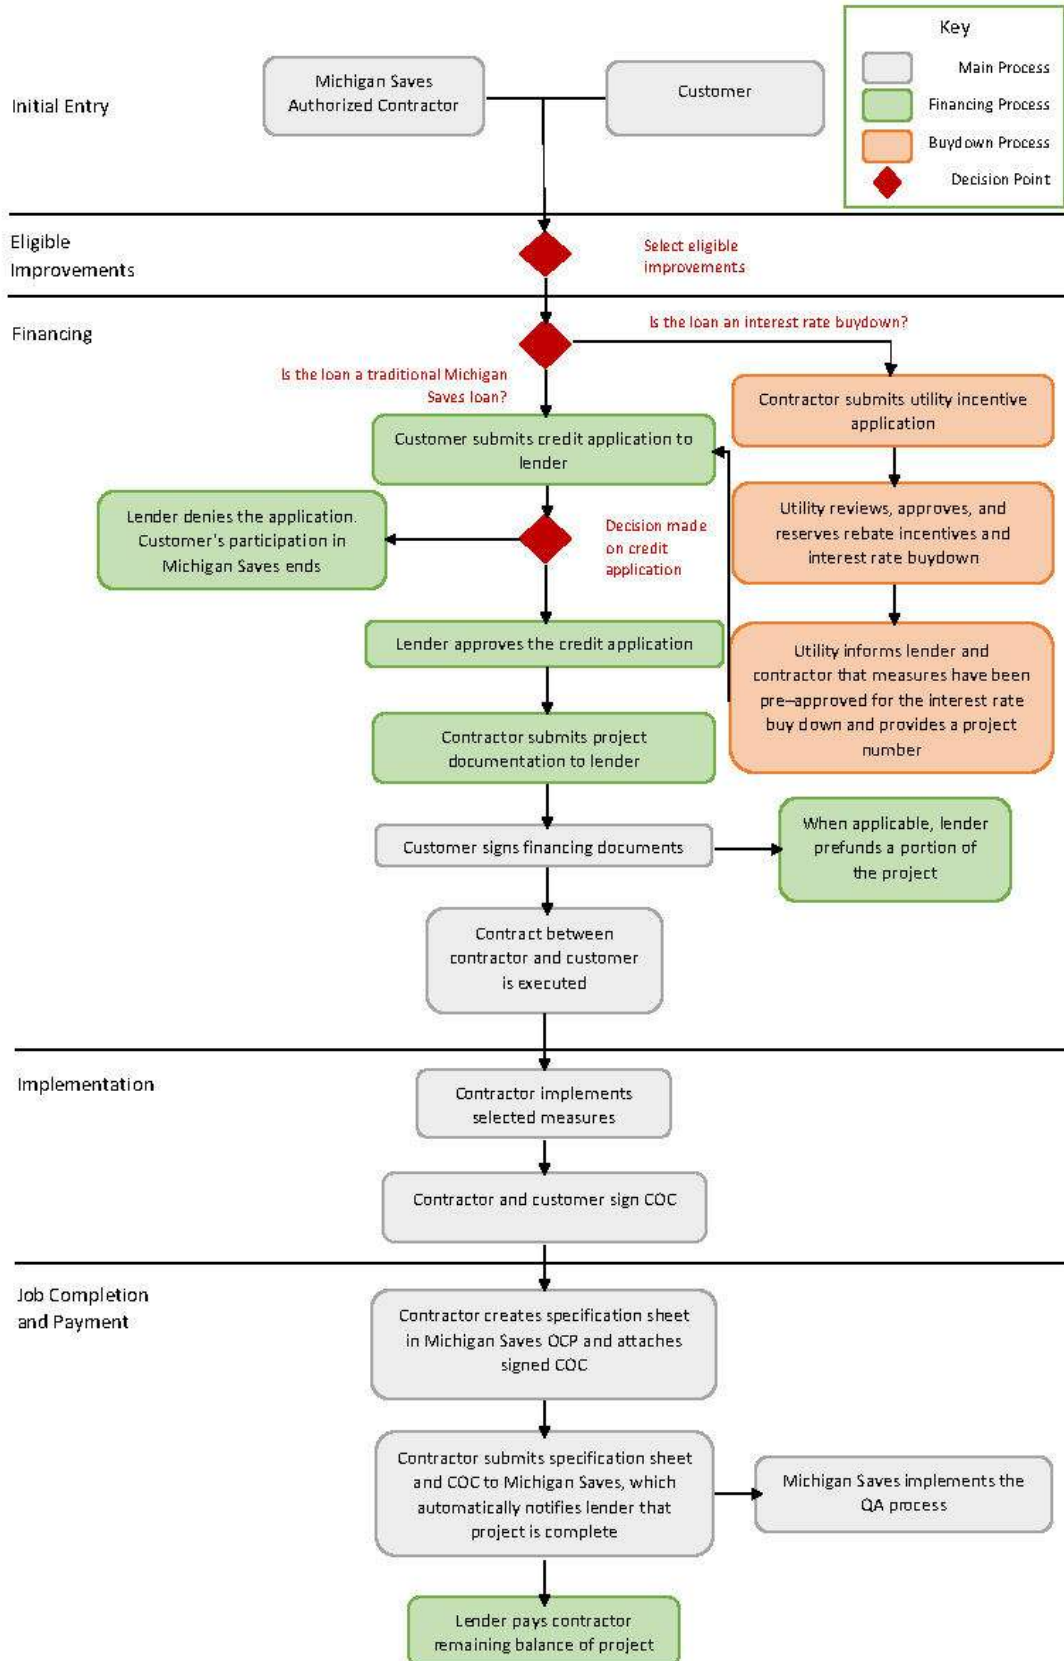 Key
Main Process
Financing Process
Buydown Process
Decision Point
Initial Entry
Michigan Saves
Authorized Contractor
Customer
Eligible
Improvements
Select eligible
improvements
Financing
Is the loan an interest rate buydown?
Is the loan a traditional Michigan
Saves loan?
Contractor submits utility incentive
application
Customer submits credit application to
lender
Utility reviews, approves, and
reserves rebate incentives and
interest rate buydown
Lender denies the application.
Customer's participation in
Michigan Saves ends
Decision made
on credit
application
Lender approves the credit application
Utility informs lender and
contractor that measures have been
pre–approved for the interest rate
buy down and provides a project
number
Contractor submits project
documentation to lender
Customer signs financing documents
When applicable, lender
prefunds a portion of
the project
Contract between
contractor and customer
is executed
Implementation
Contractor implements
selected measures
Contractor and customer sign COC
Job Completion
and Payment
Contractor creates specification sheet
in Michigan Saves OCP and attaches
signed COC
Contractor submits specification sheet
and COC to Michigan Saves, which
automatically notifies lender that
project is complete
Michigan Saves implements the
QA process
Lender pays contractor
remaining balance of project